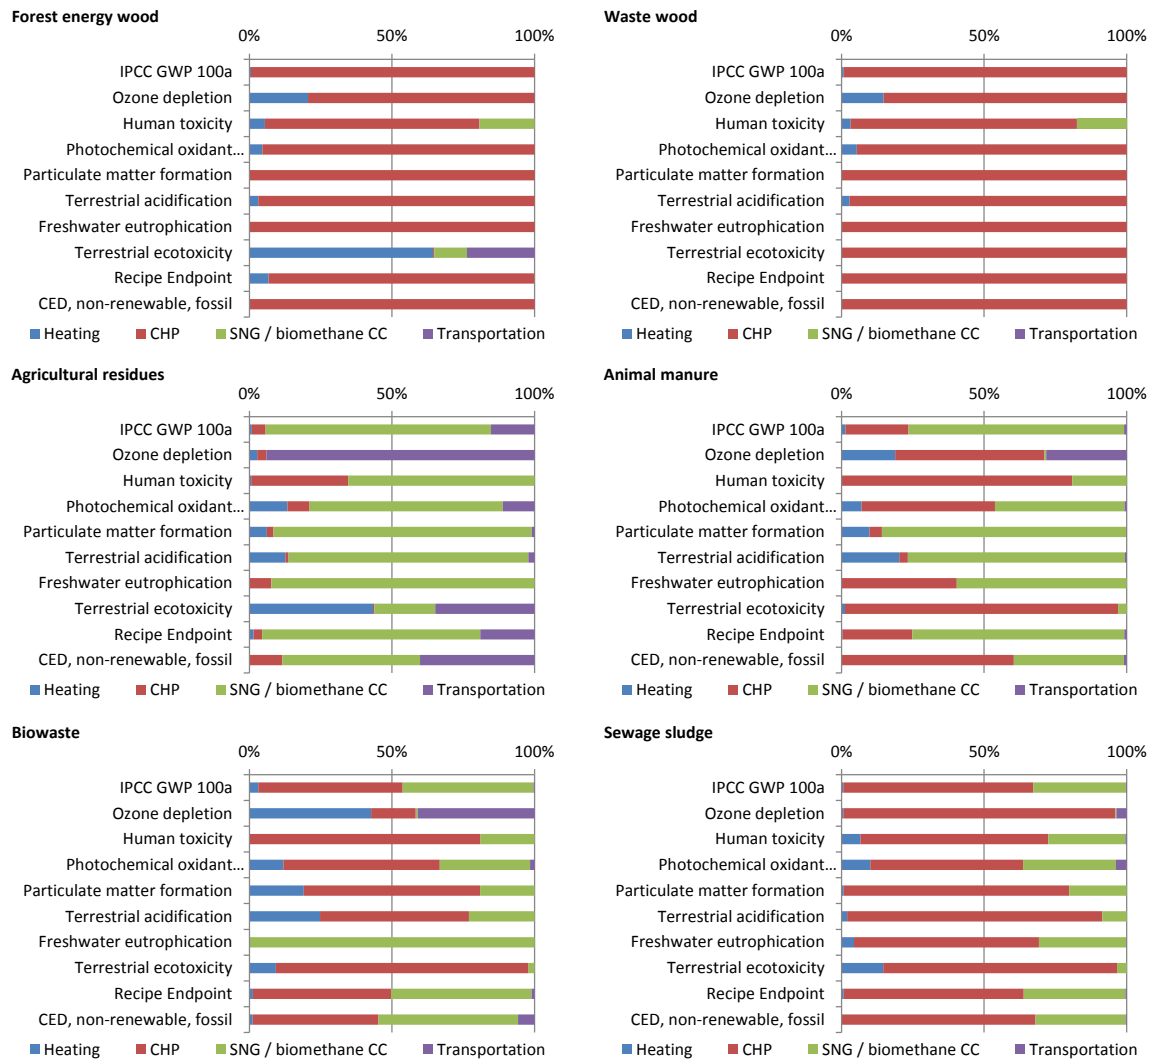 Forest energy wood
0% 50% 100%
IPCC GWP 100a
Ozone depletion
Human toxicity
Photochemical oxidant…
Particulate matter formation
Terrestrial acidification
Freshwater eutrophication
Terrestrial ecotoxicity
Recipe Endpoint
CED, non-renewable, fossil
Heating CHP SNG / biomethane CC Transportation
Waste wood
0% 50% 100%
IPCC GWP 100a
Ozone depletion
Human toxicity
Photochemical oxidant…
Particulate matter formation
Terrestrial acidification
Freshwater eutrophication
Terrestrial ecotoxicity
Recipe Endpoint
CED, non-renewable, fossil
Heating CHP SNG / biomethane CC Transportation
Agricultural residues
0% 50% 100%
IPCC GWP 100a
Ozone depletion
Human toxicity
Photochemical oxidant…
Particulate matter formation
Terrestrial acidification
Freshwater eutrophication
Terrestrial ecotoxicity
Recipe Endpoint
CED, non-renewable, fossil
Heating CHP SNG / biomethane CC Transportation
Animal manure
0% 50% 100%
IPCC GWP 100a
Ozone depletion
Human toxicity
Photochemical oxidant…
Particulate matter formation
Terrestrial acidification
Freshwater eutrophication
Terrestrial ecotoxicity
Recipe Endpoint
CED, non-renewable, fossil
Heating CHP SNG / biomethane CC Transportation
Biowaste
0% 50% 100%
IPCC GWP 100a
Ozone depletion
Human toxicity
Photochemical oxidant…
Particulate matter formation
Terrestrial acidification
Freshwater eutrophication
Terrestrial ecotoxicity
Recipe Endpoint
CED, non-renewable, fossil
Heating CHP SNG / biomethane CC Transportation
Sewage sludge
0% 50% 100%
IPCC GWP 100a
Ozone depletion
Human toxicity
Photochemical oxidant…
Particulate matter formation
Terrestrial acidification
Freshwater eutrophication
Terrestrial ecotoxicity
Recipe Endpoint
CED, non-renewable, fossil
Heating CHP SNG / biomethane CC Transportation